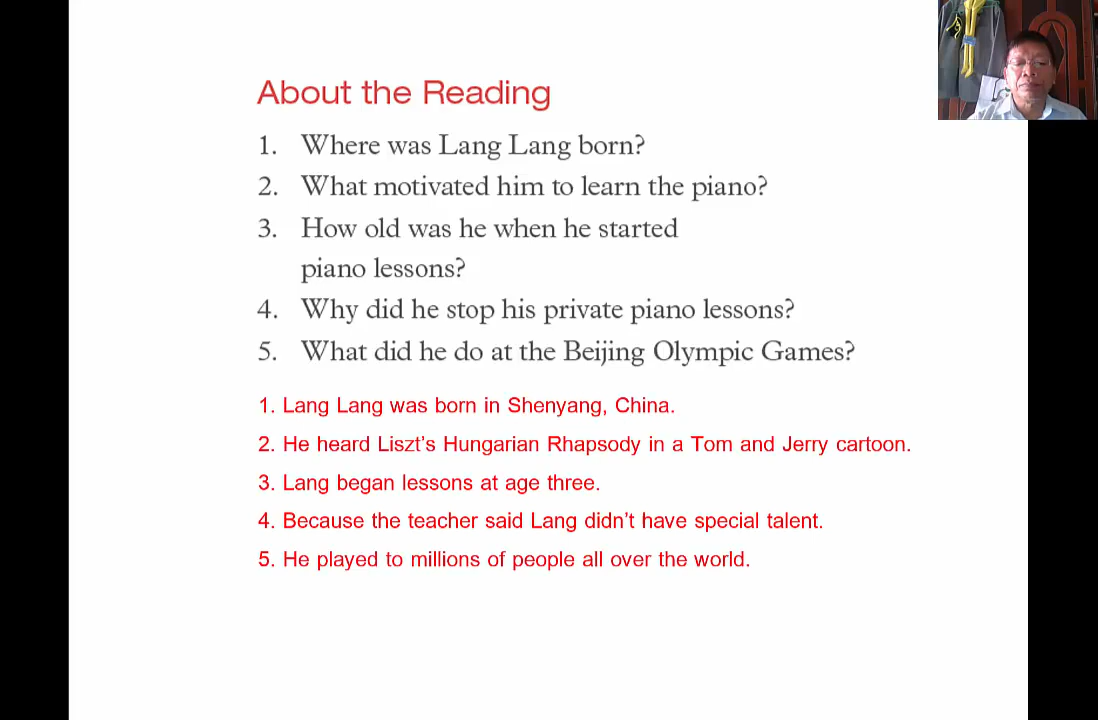 About the Reading
1. Where was Lang Lang born?
2. What motivated him to learn the piano?
3. How old was he when he started
piano lessons?
4. Why did he stop his private piano lessons?
5. What did he do at the Beijing Olympic Games?
1. Lang Lang was born in Shenyang, China.
2. He heard Liszt’s Hungarian Rhapsody in a Tom and Jerry cartoon.
3. Lang began lessons at age three.
4. Because the teacher said Lang didn’t have special talent.
5. He played to millions of people all over the world.